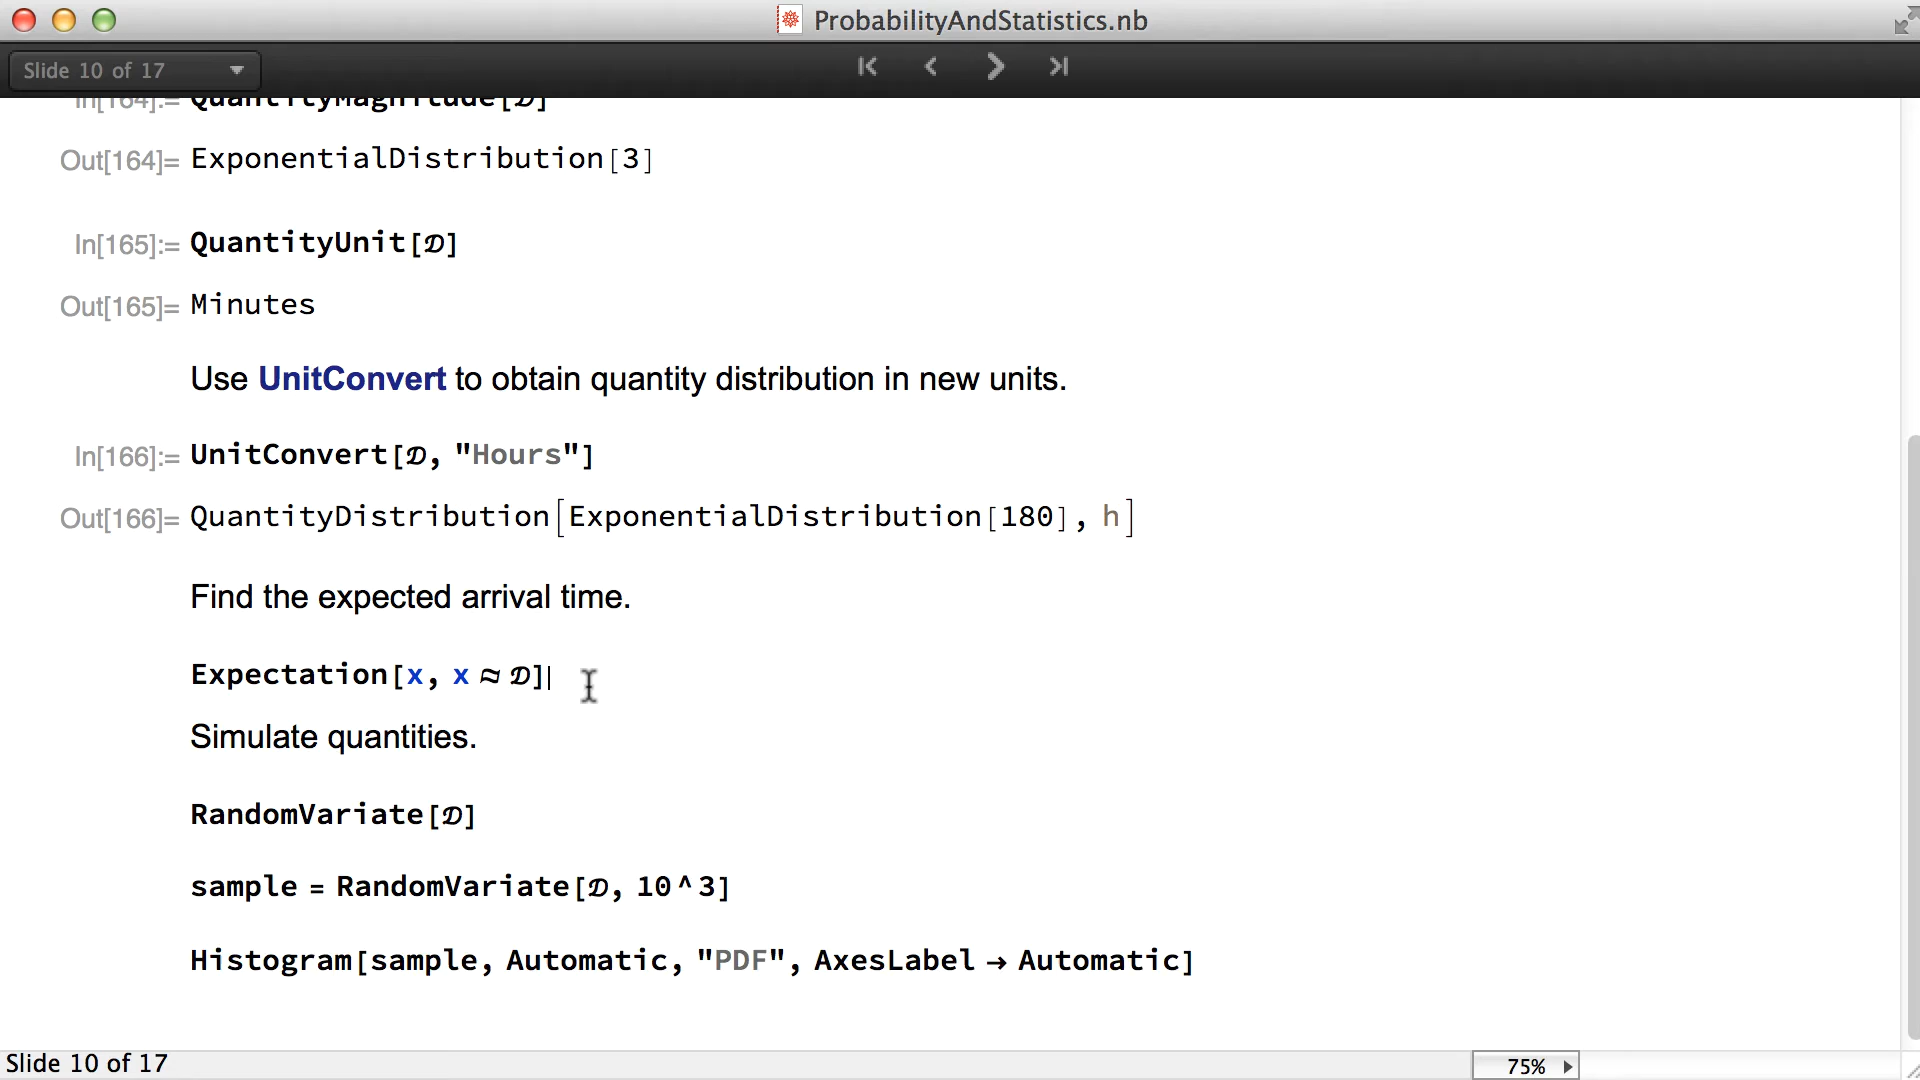 ProbabilityAndStatistics.nb
Slide 10 of 17
In[164]:= QuantityMagnitude[𝒟]
Out[164]= ExponentialDistribution[3]
In[165]:= QuantityUnit[𝒟]
Out[165]= Minutes
Use UnitConvert to obtain quantity distribution in new units.
In[166]:= UnitConvert[𝒟, "Hours"]
Out[166]= QuantityDistribution[ExponentialDistribution[180], h]
Find the expected arrival time.
Expectation[x, x ≈ 𝒟]
Simulate quantities.
RandomVariate[𝒟]
sample = RandomVariate[𝒟, 10^3]
Histogram[sample, Automatic, "PDF", AxesLabel → Automatic]
Slide 10 of 17
75%